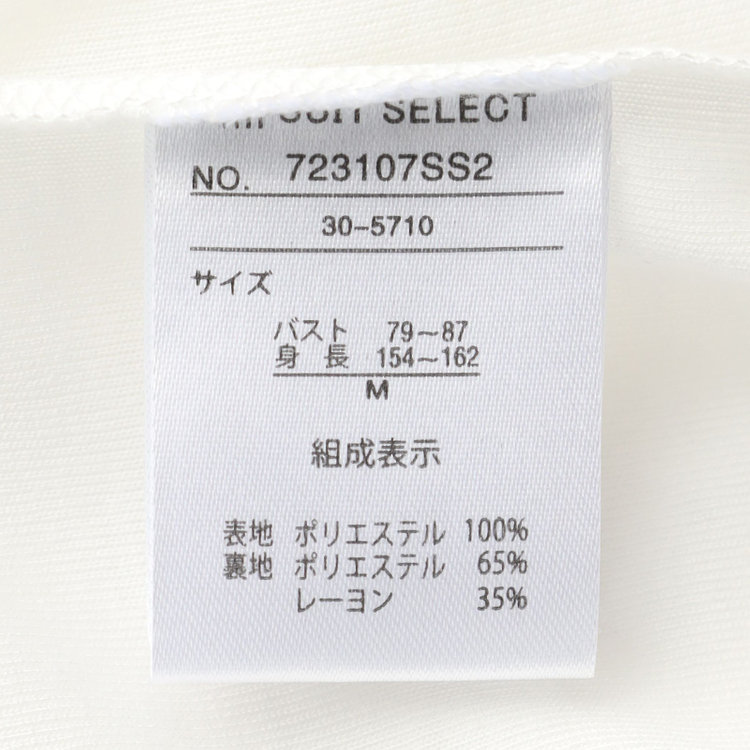 SUIT SELECT
NO. 723107SS2
30-5710
サイズ
バスト 79～87
身 長 154～162
M
組成表示
表地 ポリエステル 100%
裏地 ポリエステル 65%
レーヨン 35%